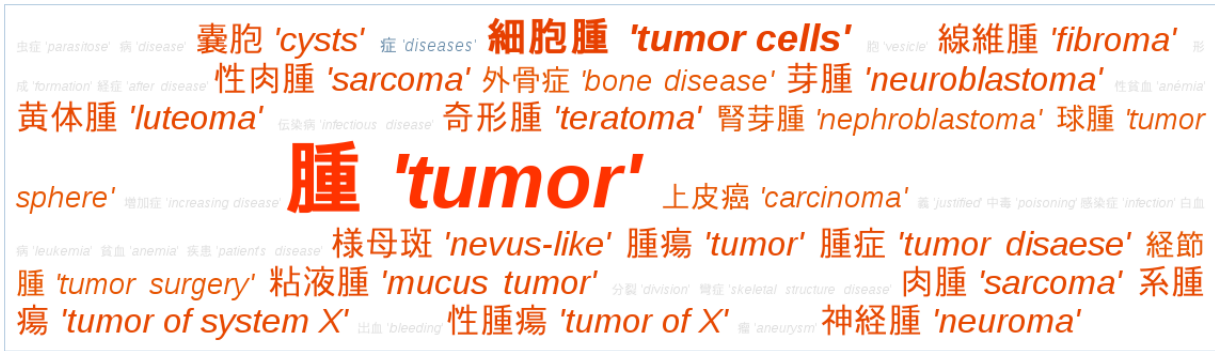 虫症 'parasitose' 病 'disease' 嚢胞 'cysts' 症 'diseases' 細胞腫 'tumor cells' 胞 'vesicle' 線維腫 'fibroma' 形
成 'formation' 経症 'after disease' 性肉腫 'sarcoma' 外骨症 'bone disease' 芽腫 'neuroblastoma' 性貧血 'anémia'
黄体腫 'luteoma' 伝染病 'infectious disease' 奇形腫 'teratoma' 腎芽腫 'nephroblastoma' 球腫 'tumor
sphere' 増加症 'increasing disease' 腫 'tumor' 上皮癌 'carcinoma' 義 'justified' 中毒 'poisoning' 感染症 'infection' 白血
病 'leukemia' 貧血 'anemia' 疾患 'patient's disease' 様母斑 'nevus-like' 腫瘍 'tumor' 腫症 'tumor disaese' 経節
腫 'tumor surgery' 粘液腫 'mucus tumor' 分裂 'division' 彎症 'skeletal structure disease' 肉腫 'sarcoma' 系腫
瘍 'tumor of system X' 出血 'bleeding' 性腫瘍 'tumor of X' 瘤 'aneurysm' 神経腫 'neuroma'